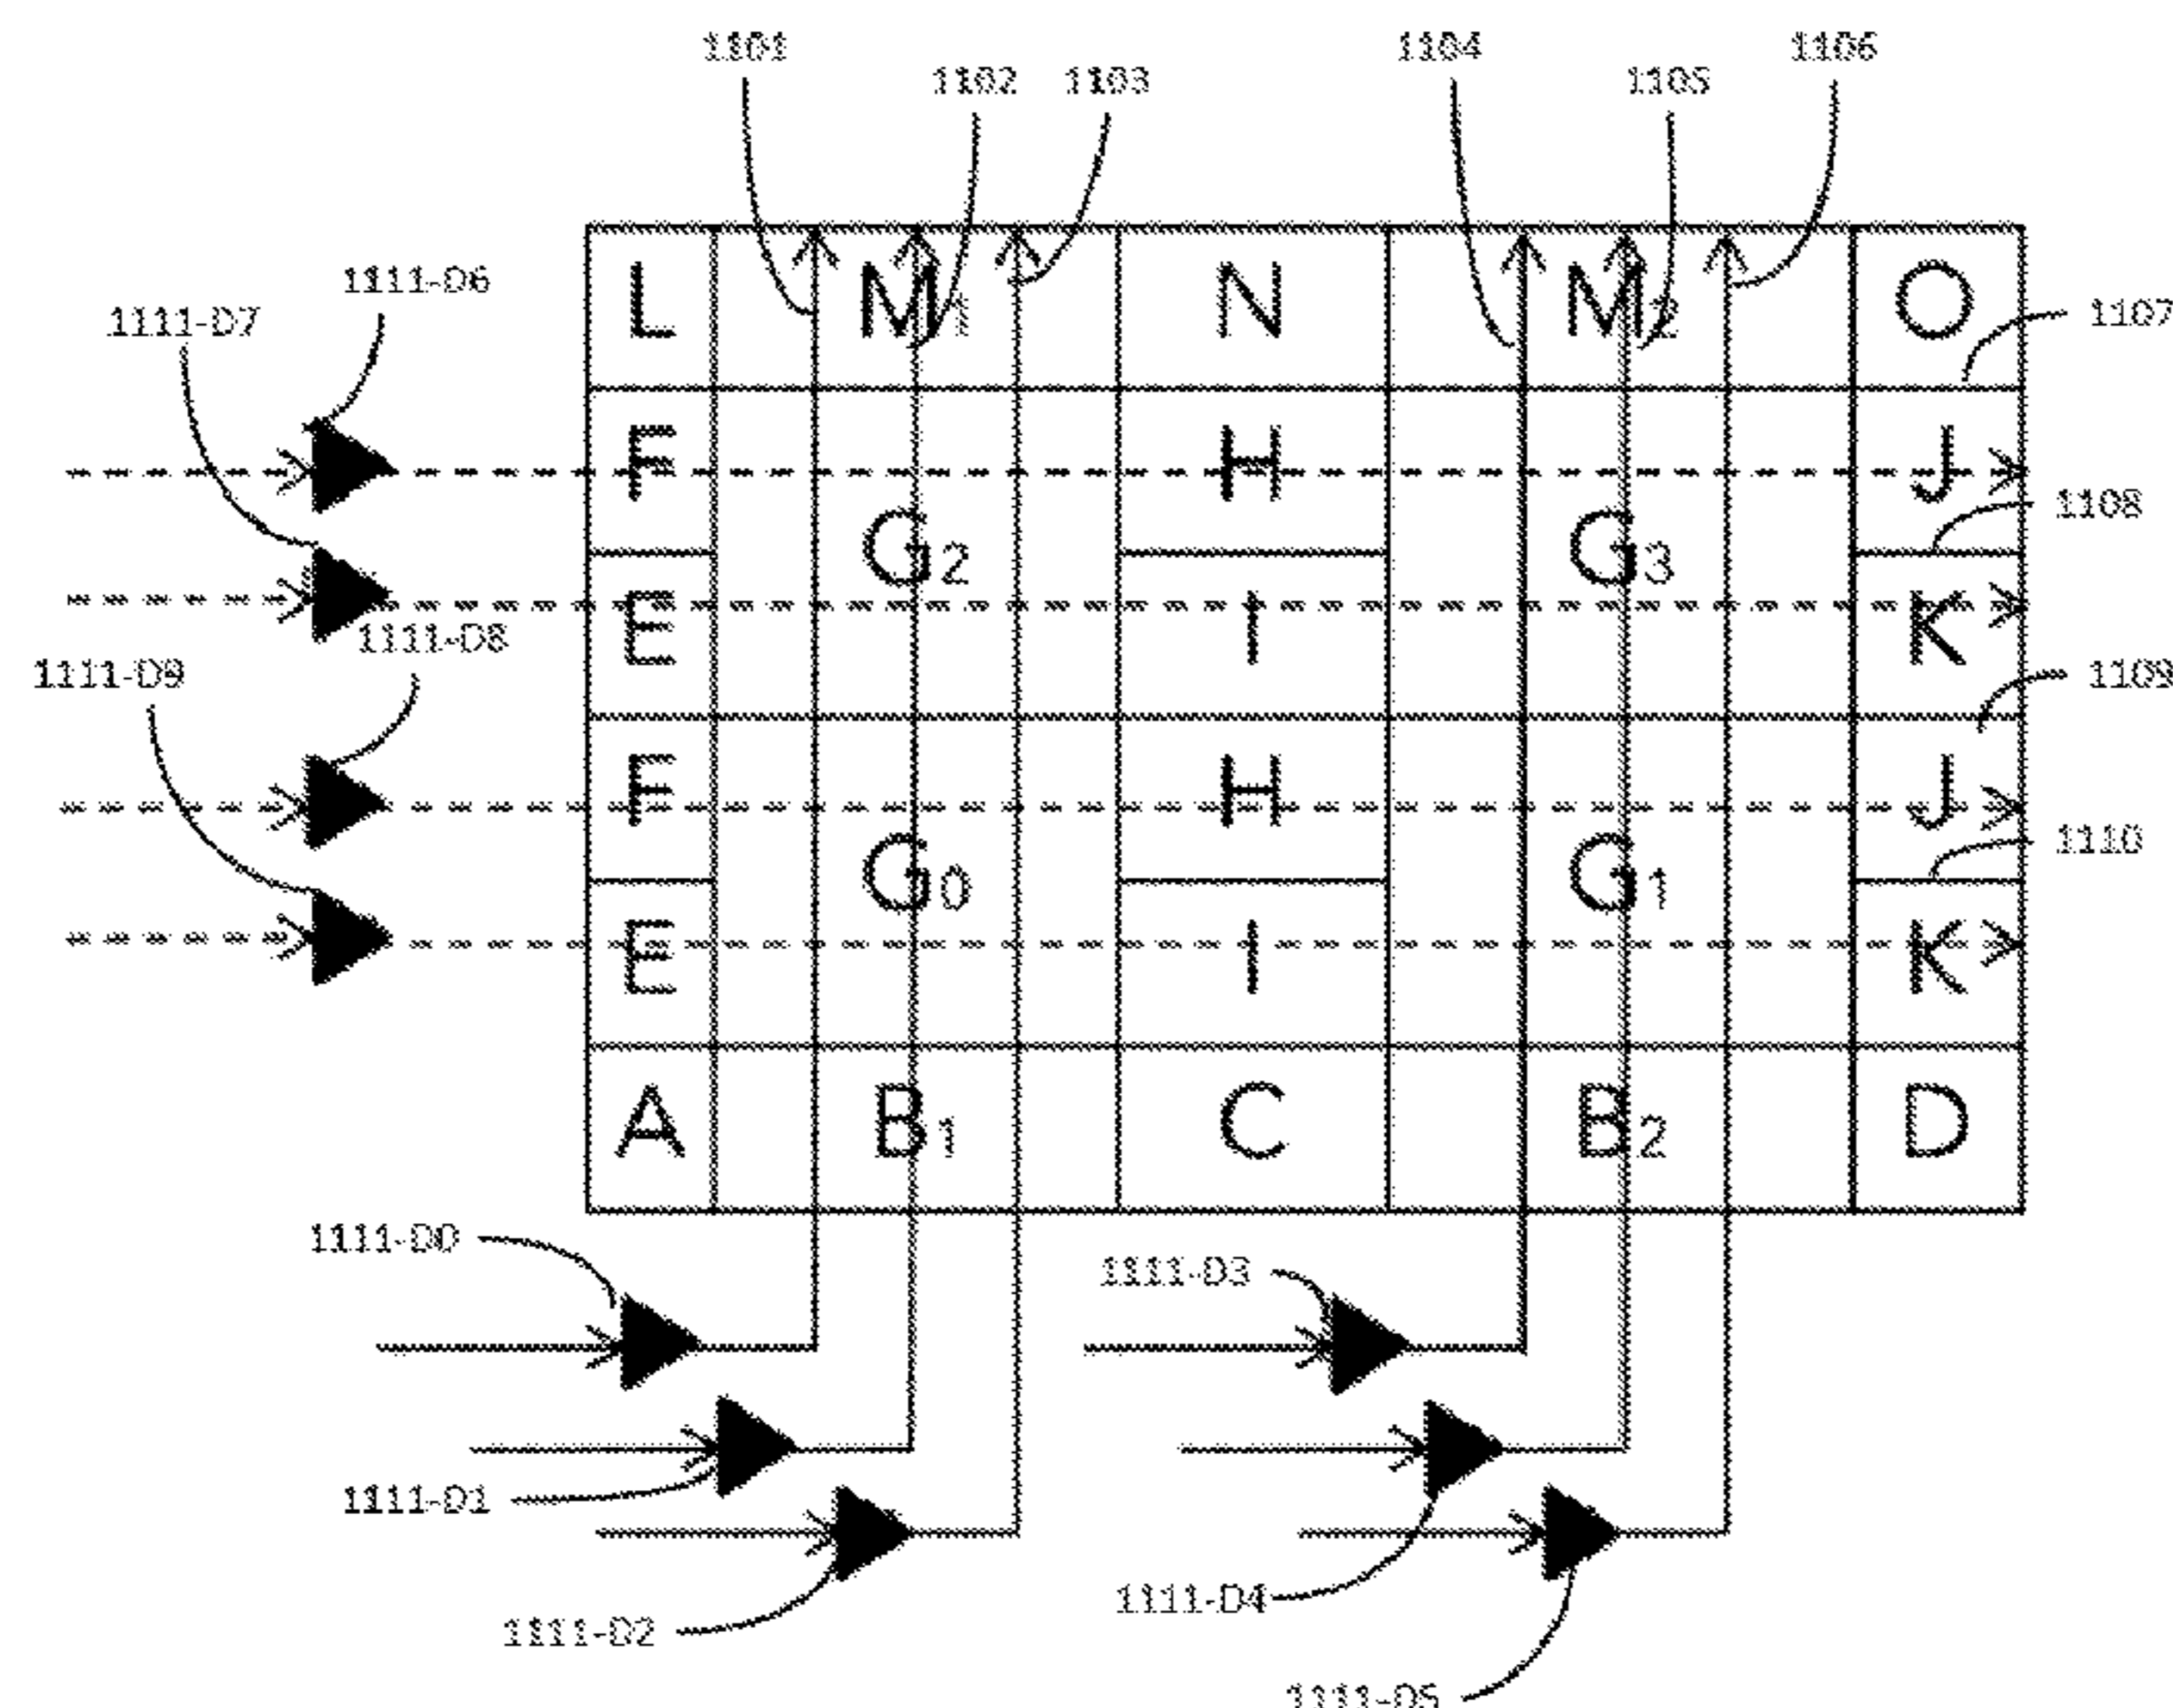 1101
1102
1103
1104
1105
1106
1111-D6
1111-D7
L
M1
N
M2
O
1107
F
H
J
G2
G3
1108
E
I
K
1111-D8
1111-D9
1109
F
H
J
G0
G1
1110
E
I
K
A
B1
C
B2
D
1111-D0
1111-D3
1111-D1
1111-D4
1111-D2
1111-D5